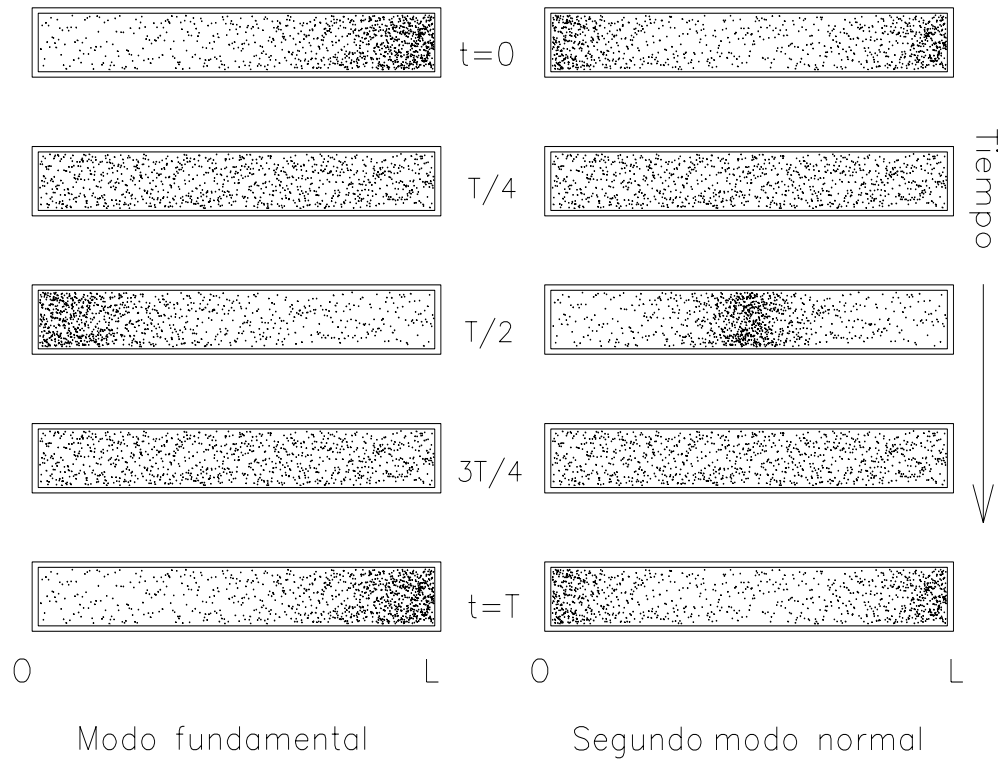 t=0
T/4
T/2
3T/4
t=T
Tiempo
0 L
0 L
Modo fundamental
Segundo modo normal